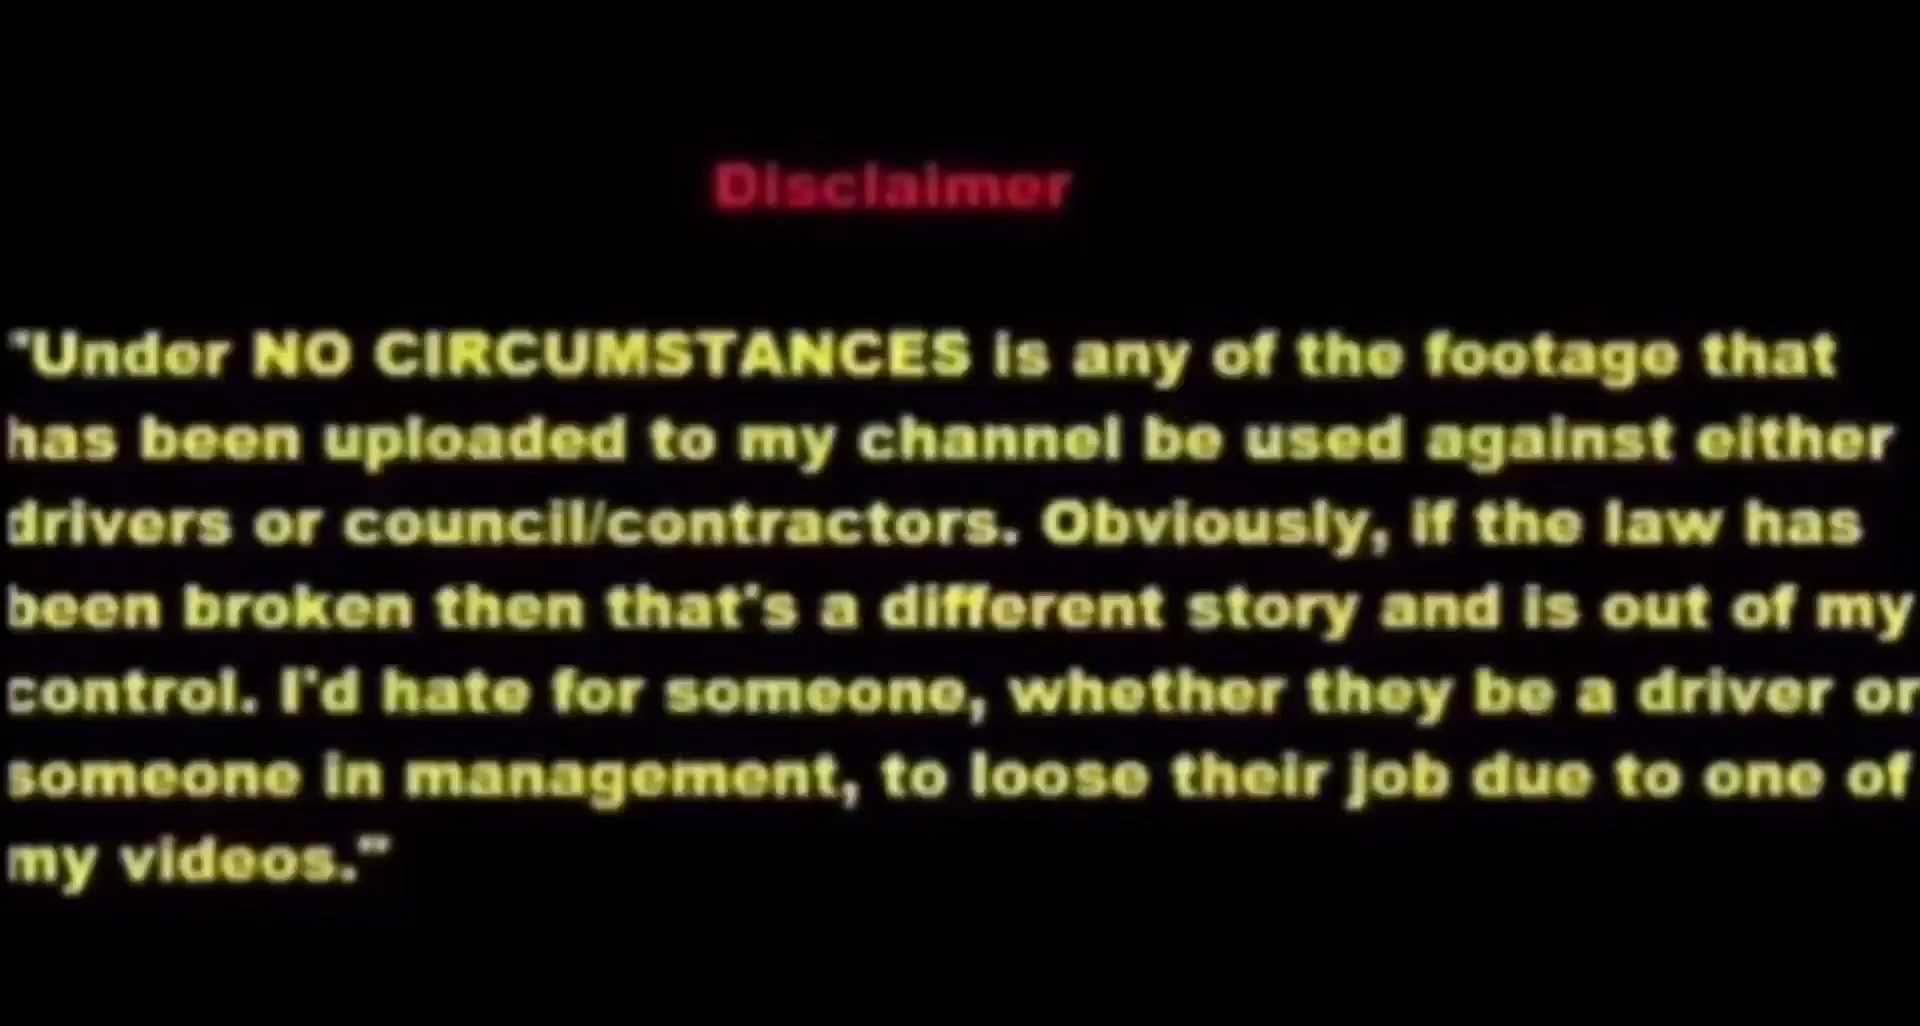 Disclaimer
"Under NO CIRCUMSTANCES is any of the footage that
has been uploaded to my channel be used against either
drivers or council/contractors. Obviously, if the law has
been broken then that's a different story and is out of my
control. I'd hate for someone, whether they be a driver or
someone in management, to loose their job due to one of
my videos."